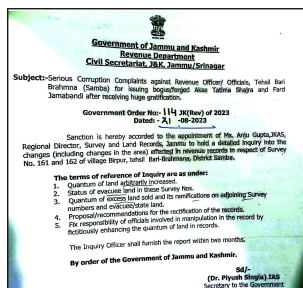 Government of Jammu and Kashmir
Revenue Department
Civil Secretariat, J&K, Jammu/Srinagar
Subject:-Serious Corruption Complaints against Revenue Officer/ Officials, Tehsil Bari
Brahmna (Samba) for issuing bogus/forged Akas Tatima Shajra and Fard
Jamabandi after receiving huge gratification.
Government Order No:- 114 JK(Rev) of 2023
Dated: - 21 -08-2023
Sanction is hereby accorded to the appointment of Ms. Anju Gupta,JKAS,
Regional Director, Survey and Land Records, Jammu to hold a detailed Inquiry into the
changes (including changes in the area) effected in revenue records in respect of Survey
No. 161 and 162 of village Birpur, tehsil Bari-Brahmana, District Samba.
The terms of reference of Inquiry are as under:
1. Quantum of land arbitrarily increased.
2. Status of evacuee land in these Survey Nos.
3. Quantum of excess land sold and its ramifications on adjoining Survey
numbers and evacuee/state land.
4. Proposal/recommendations for the rectification of the records.
5. Fix responsibility of officials involved in manipulation in the record by
fictitiously enhancing the quantum of land in records.
The Inquiry Officer shall furnish the report within two months.
By order of the Government of Jammu and Kashmir.
Sd/-
(Dr. Piyush Singla) IAS
Secretary to the Government